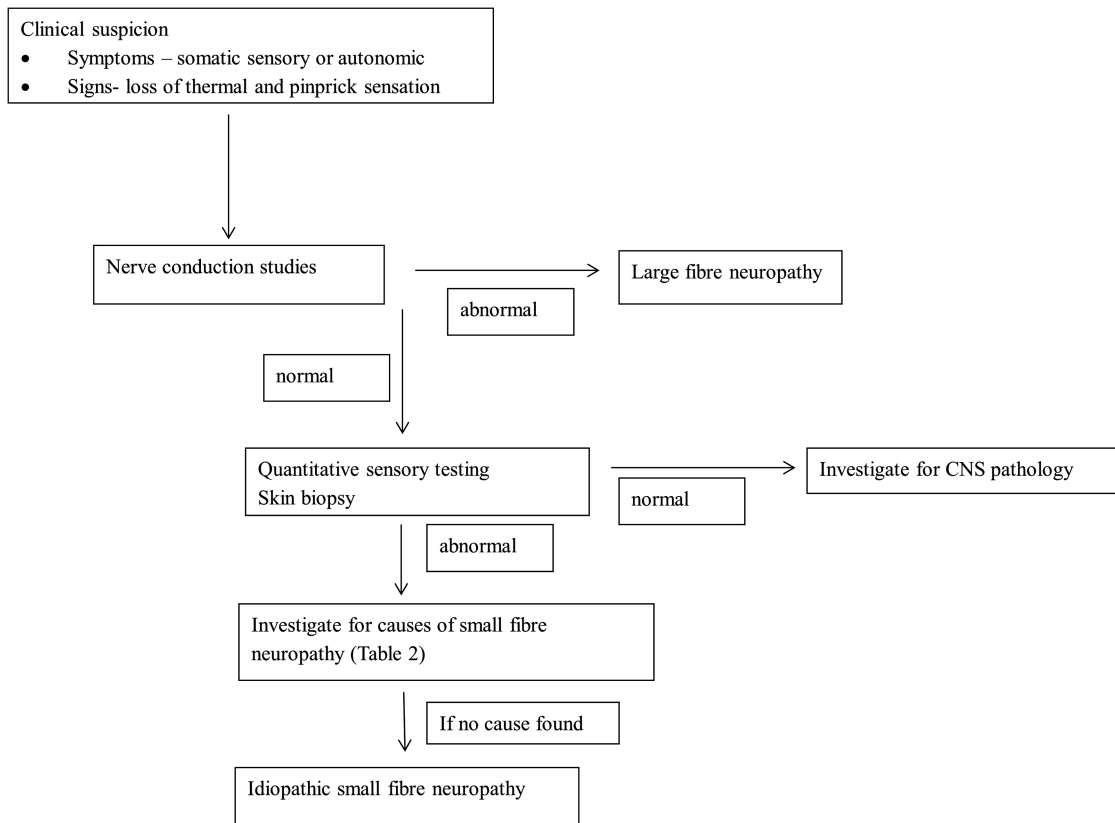 Clinical suspicion
• Symptoms – somatic sensory or autonomic
• Signs- loss of thermal and pinprick sensation
Nerve conduction studies
Large fibre neuropathy
abnormal
normal
Quantitative sensory testing
Skin biopsy
Investigate for CNS pathology
normal
abnormal
Investigate for causes of small fibre
neuropathy (Table 2)
If no cause found
Idiopathic small fibre neuropathy